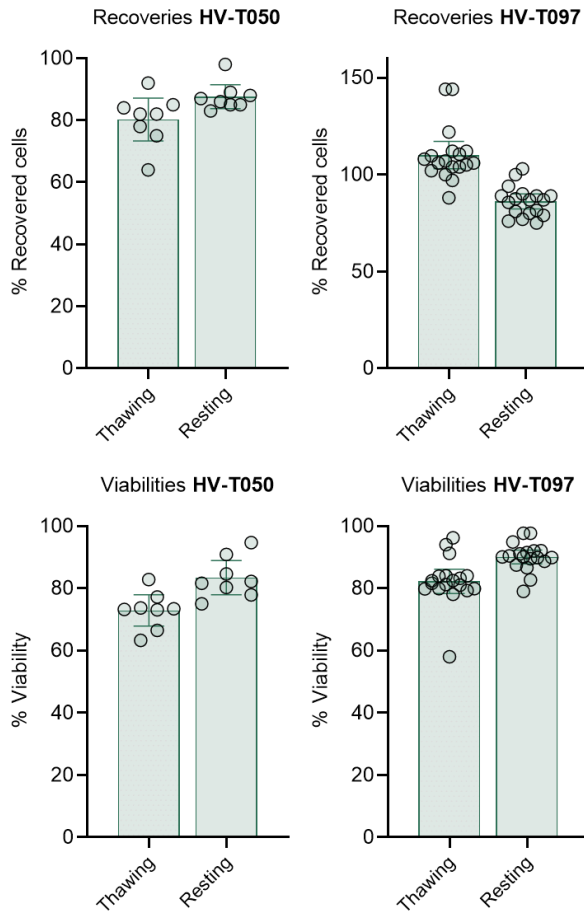 Recoveries HV-T050
% Recovered cells
100
80
60
40
20
0
Thawing
Resting
Recoveries HV-T097
% Recovered cells
150
100
50
0
Thawing
Resting
Viabilities HV-T050
% Viability
100
80
60
40
20
0
Thawing
Resting
Viabilities HV-T097
% Viability
100
80
60
40
20
0
Thawing
Resting